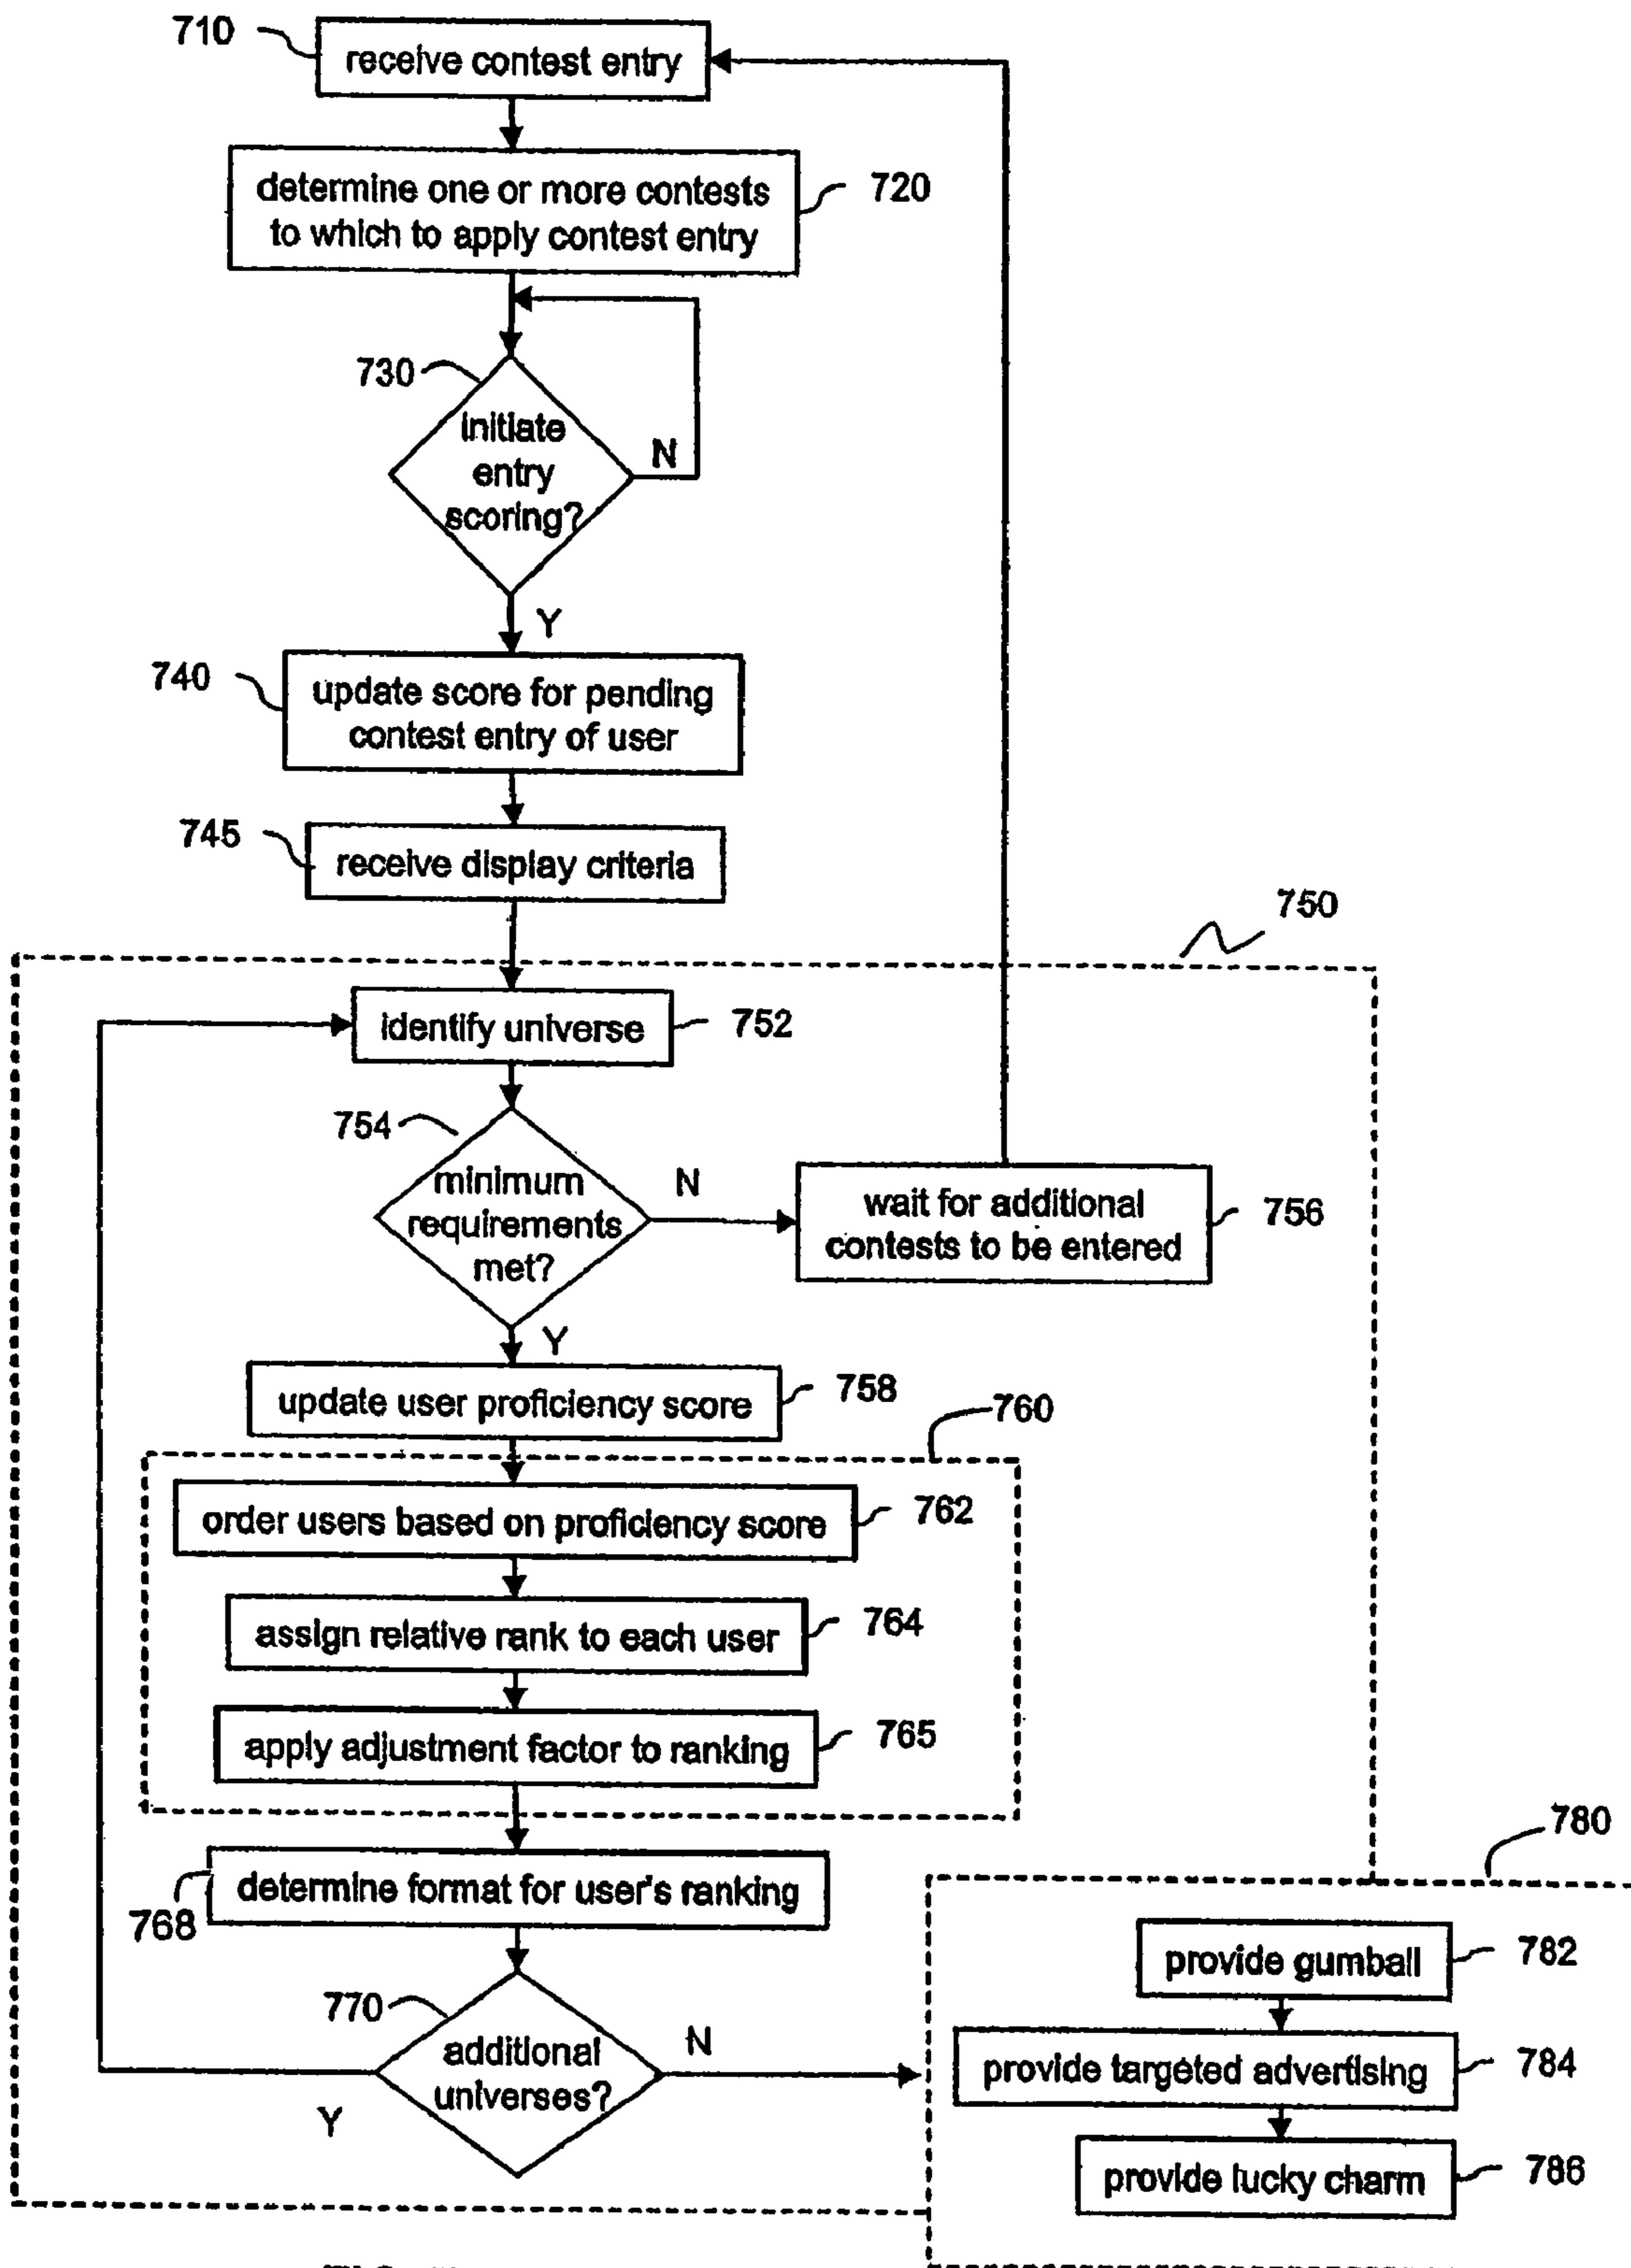 710
receive contest entry
determine one or more contests
to which to apply contest entry
720
730
initiate
entry
scoring?
N
Y
740
update score for pending
contest entry of user
745
receive display criteria
750
identify universe
752
754
minimum
requirements
met?
N
wait for additional
contests to be entered
756
Y
update user proficiency score
758
760
order users based on proficiency score
762
assign relative rank to each user
764
apply adjustment factor to ranking
765
determine format for user's ranking
768
770
additional
universes?
N
Y
780
provide gumball
782
provide targeted advertising
784
provide lucky charm
786